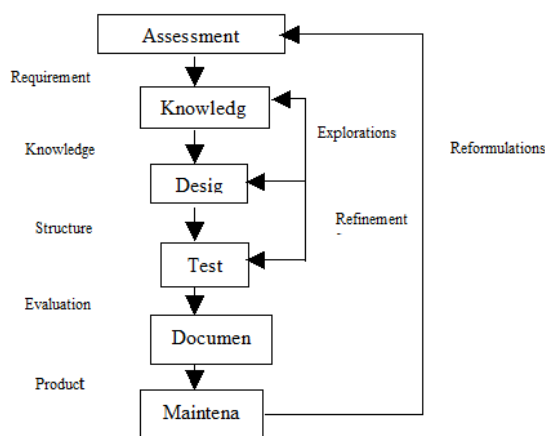 Assessment
Requirement
Knowledg
Explorations
Knowledge
Reformulations
Desig
Refinement
Structure
Test
Evaluation
Documen
Product
Maintena